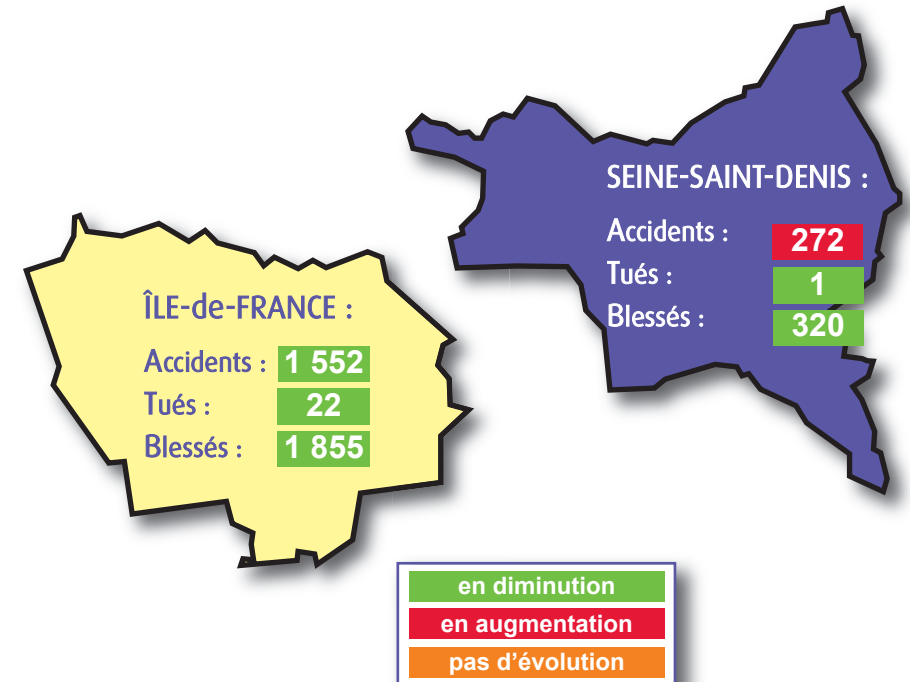 SEINE-SAINT-DENIS :
Accidents : 272
Tués : 1
Blessés : 320
ÎLE-de-FRANCE :
Accidents : 1 552
Tués : 22
Blessés : 1 855
en diminution
en augmentation
pas d'évolution